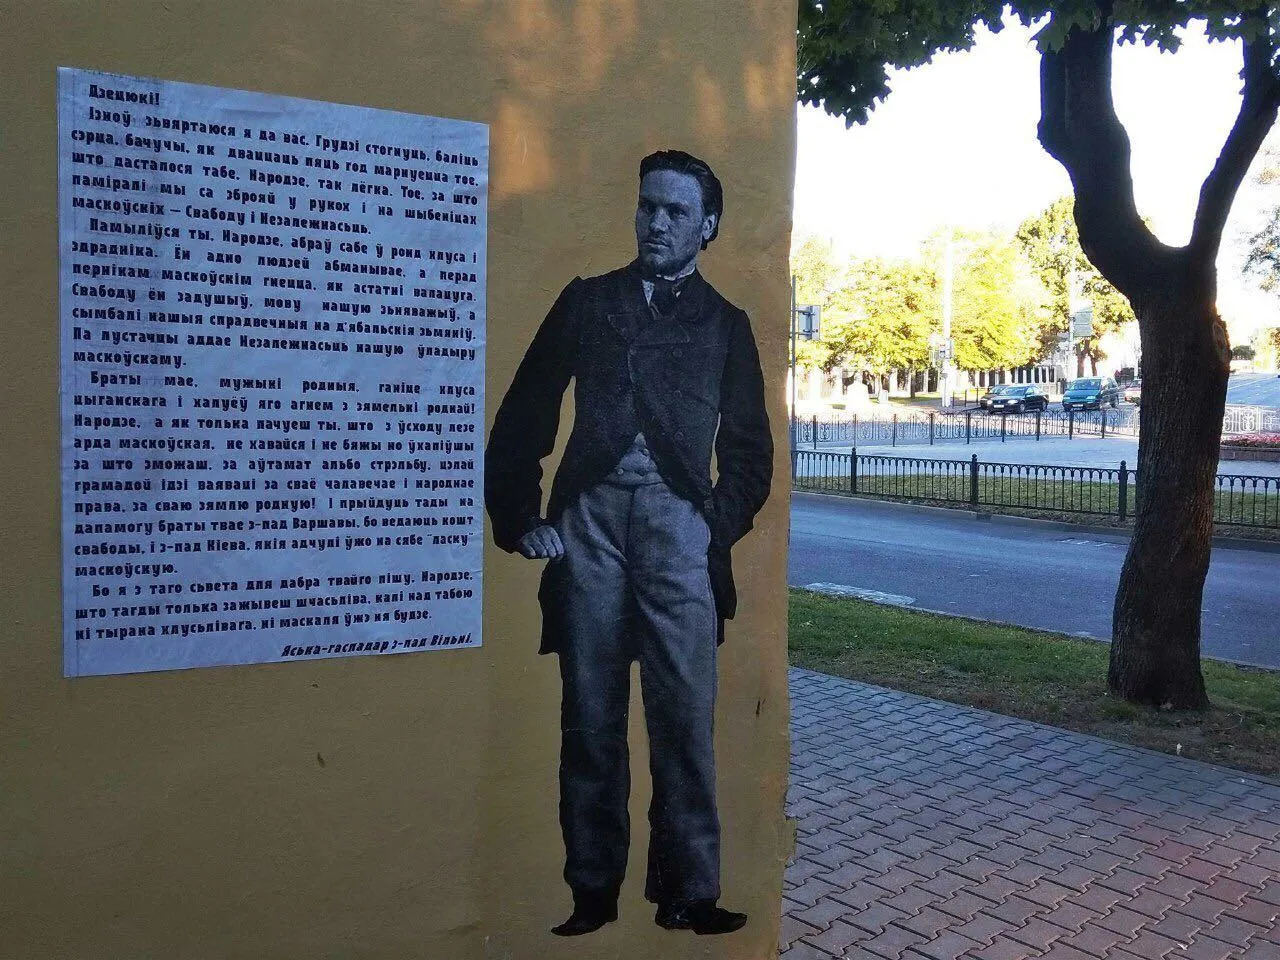 Дзецюкі!
Ізноў зьвяртаюся я да вас. Грудзі стогнуць, баліць
сэрца, бачучы, як дваццаць пяць год марнуецца тое,
што дасталося табе, Народзе, так лёгка. Тое, за што
паміралі мы са зброяй у руках і на шыбеніцах
маскоўскіх — Свабоду і Незалежнасьць.
Памыліўся ты, Народзе, абраў сабе ў ронд хлуса і
здрадніка. Ён адно людзей абманывае, а перад
пернікам маскоўскім гнецца, як астатні валацуга.
Свабоду ён задушыў, мову нашую зьняважыў, а
сымбалі нашыя спрадвечныя на д'ябальскія зьмяніў.
Па кустачцы аддае Незалежнасьць нашую ўладыру
маскоўскаму.
Браты мае, мужыкі родныя, ганіце хлуса
цыганскага і халуёў яго агнем з зямелькі роднай!
Народзе, а як толька пачуеш ты, што з ўсходу лезе
арда маскоўская, не хавайся і не бяжы но ўхапіўшы
за што зможаш, за аўтамат альбо стрэльбу, цэлай
грамадой ідзі ваяваці за сваё чалавечае і народнае
права, за сваю зямлю родную! І прыйдуць тады на
дапамогу браты твае з-пад Варшавы, бо ведаюць кошт
свабоды, і з-пад Кіева, якія адчулі ўжо на сябе "ласку"
маскоўскую.
Бо я з таго сьвета для дабра твайго пішу, Народзе,
што тагды толька зажывеш шчасьліва, калі над табою
ні тырана хлусьлівага, ні маскаля ўжэ ня будзе.
Яська-гаспадар з-пад Вільні.